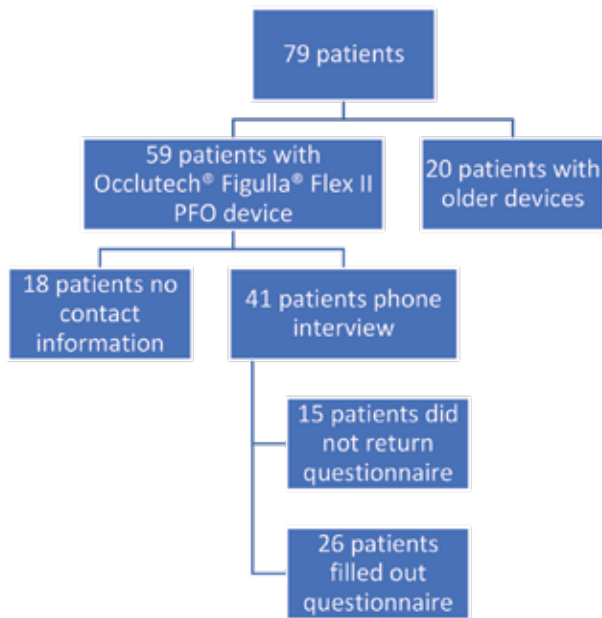 79 patients
59 patients with
Occlutech® Figulla® Flex II
PFO device
20 patients with
older devices
18 patients no
contact
information
41 patients phone
interview
15 patients did
not return
questionnaire
26 patients
filled out
questionnaire